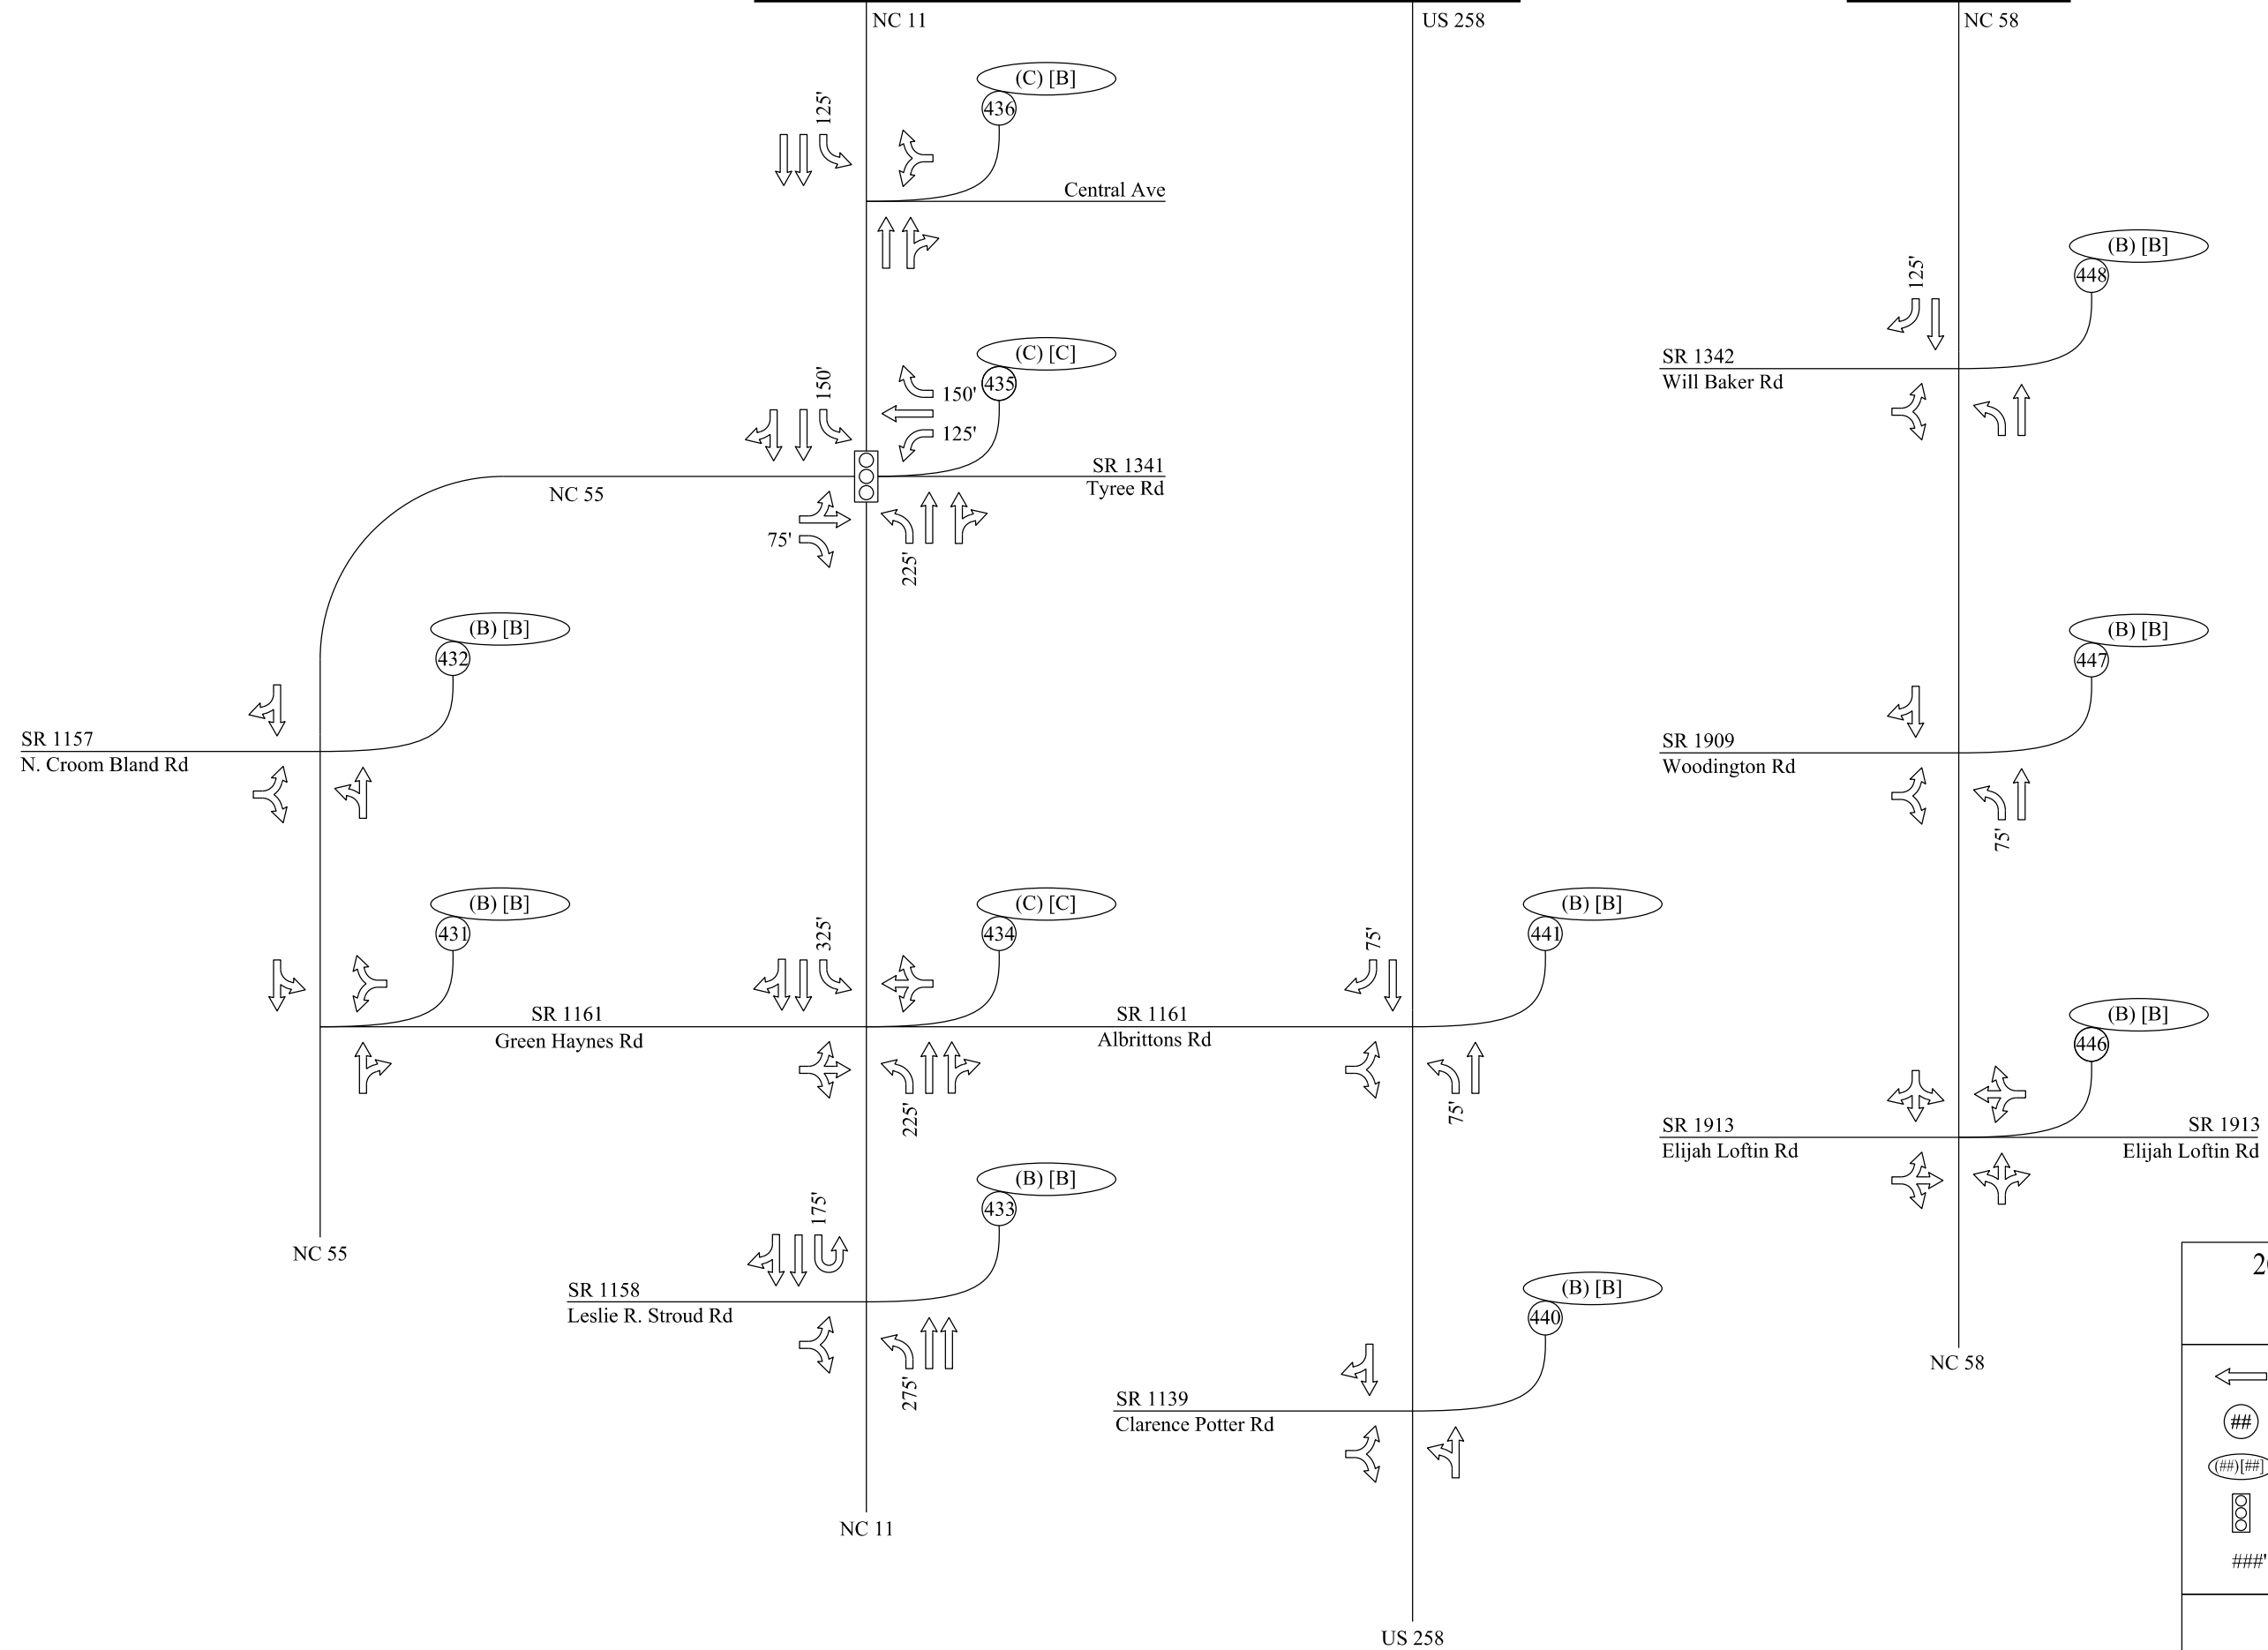 NC 11
US 258
NC 58
(C) [B]
436
125'
Central Ave
(B) [B]
448
125'
SR 1342
Will Baker Rd
(C) [C]
435
150'
150'
125'
SR 1341
Tyree Rd
NC 55
75'
225'
(B) [B]
432
SR 1157
N. Croom Bland Rd
(B) [B]
447
SR 1909
Woodington Rd
75'
(B) [B]
431
(C) [C]
434
325'
(B) [B]
441
75'
SR 1161
Green Haynes Rd
SR 1161
Albrittons Rd
225'
75'
(B) [B]
446
SR 1913
Elijah Loftin Rd
SR 1913
Elijah Loftin Rd
NC 55
(B) [B]
433
175'
SR 1158
Leslie R. Stroud Rd
275'
(B) [B]
440
SR 1139
Clarence Potter Rd
NC 58
NC 11
US 258
##
(##)[##]
###'